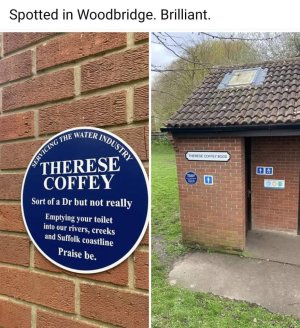 Spotted in Woodbridge. Brilliant.
SERVICING THE WATER INDUSTRY
THERESE
COFFEY
Sort of a Dr but not really
Emptying your toilet
into our rivers, creeks
and Suffolk coastline
Praise be.